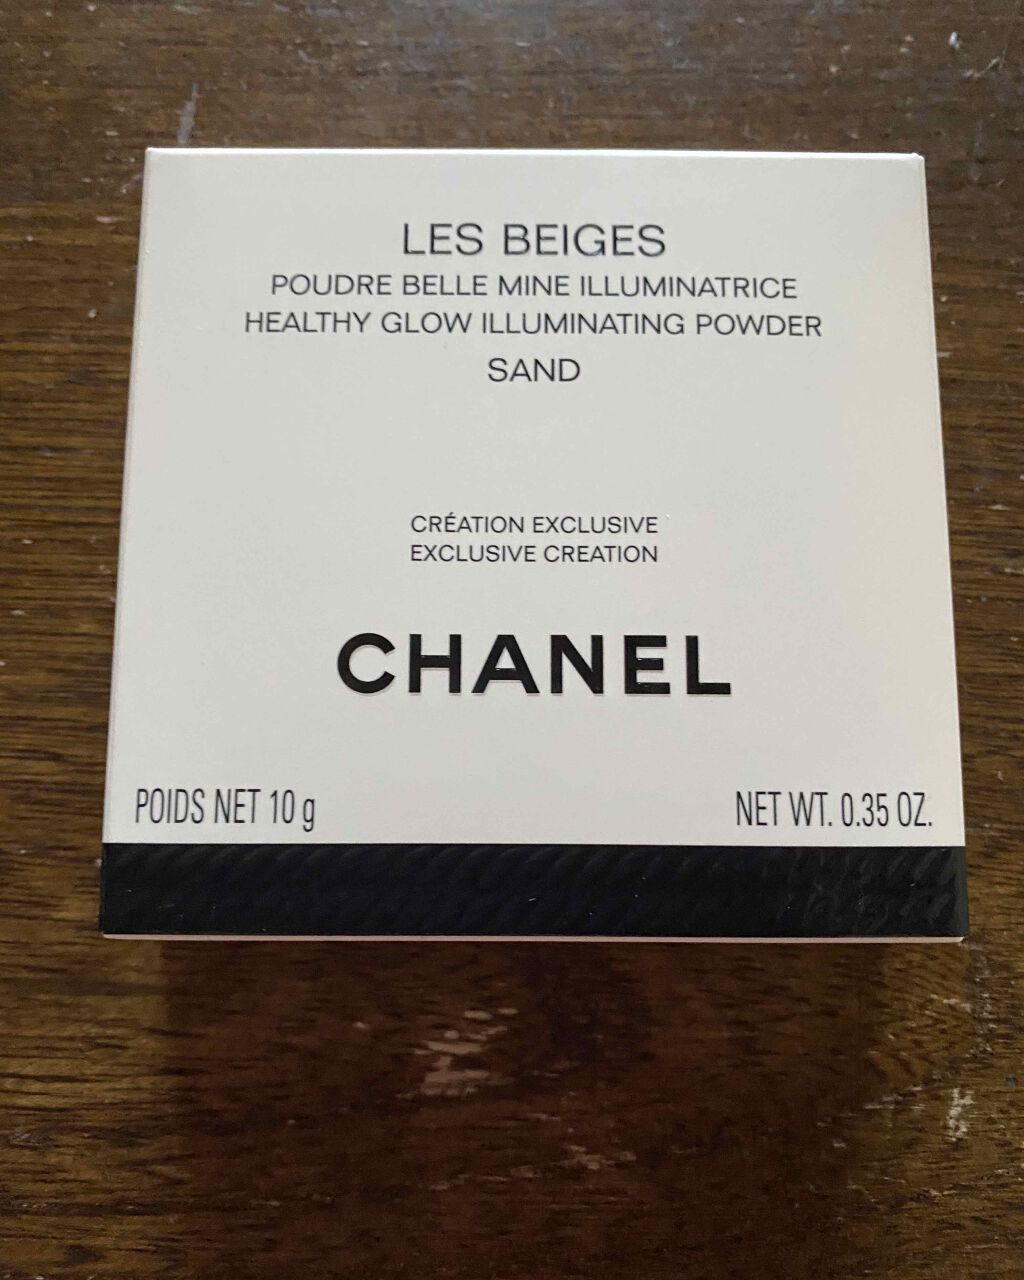 LES BEIGES
POUDRE BELLE MINE ILLUMINATRICE
HEALTHY GLOW ILLUMINATING POWDER
SAND
CRÉATION EXCLUSIVE
EXCLUSIVE CREATION
CHANEL
POIDS NET 10 g NET WT. 0.35 OZ.